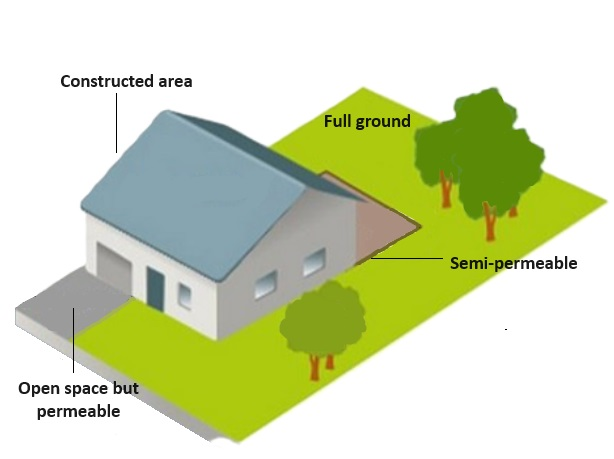 Constructed area
Full ground
Semi-permeable
Open space but
permeable